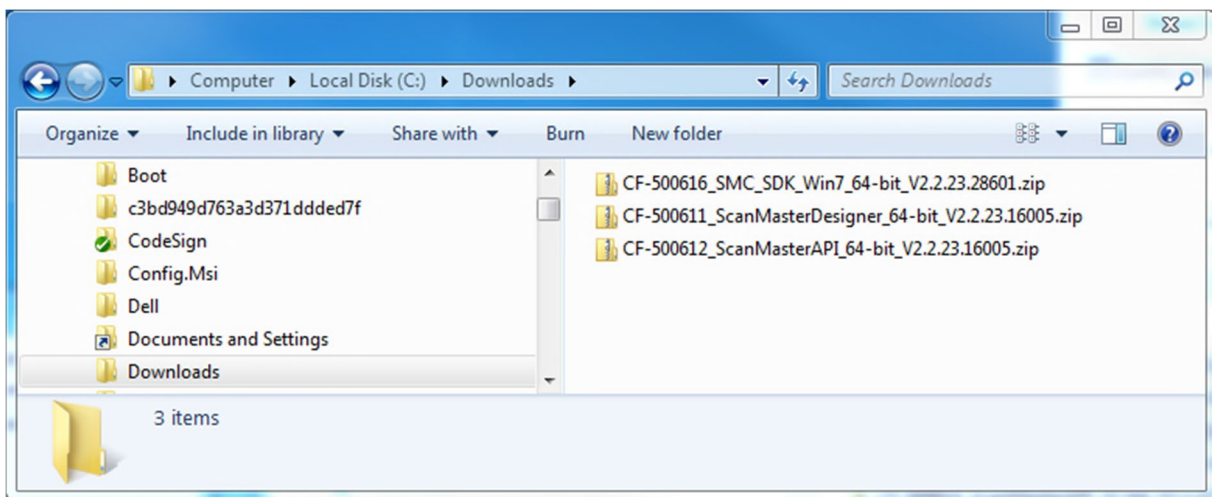 Computer Local Disk (C:) Downloads Search Downloads
Organize Include in library Share with Burn New folder
Boot
c3bd949d763a3d371ddded7f
CodeSign
Config.Msi
Dell
Documents and Settings
Downloads
CF-500616_SMC_SDK_Win7_64-bit_V2.2.23.28601.zip
CF-500611_ScanMasterDesigner_64-bit_V2.2.23.16005.zip
CF-500612_ScanMasterAPI_64-bit_V2.2.23.16005.zip
3 items